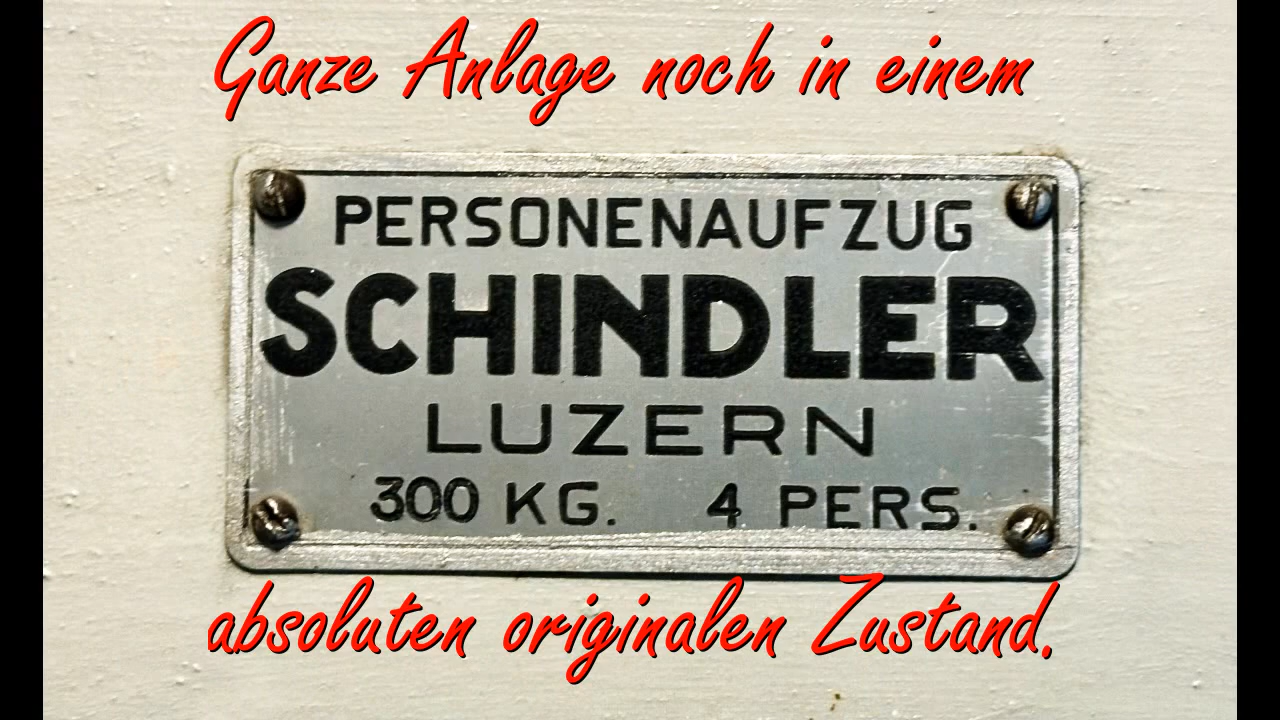 Ganze Anlage noch in einem
PERSONENAUFZUG
SCHINDLER
LUZERN
300 KG. 4 PERS.
absoluten originalen Zustand.